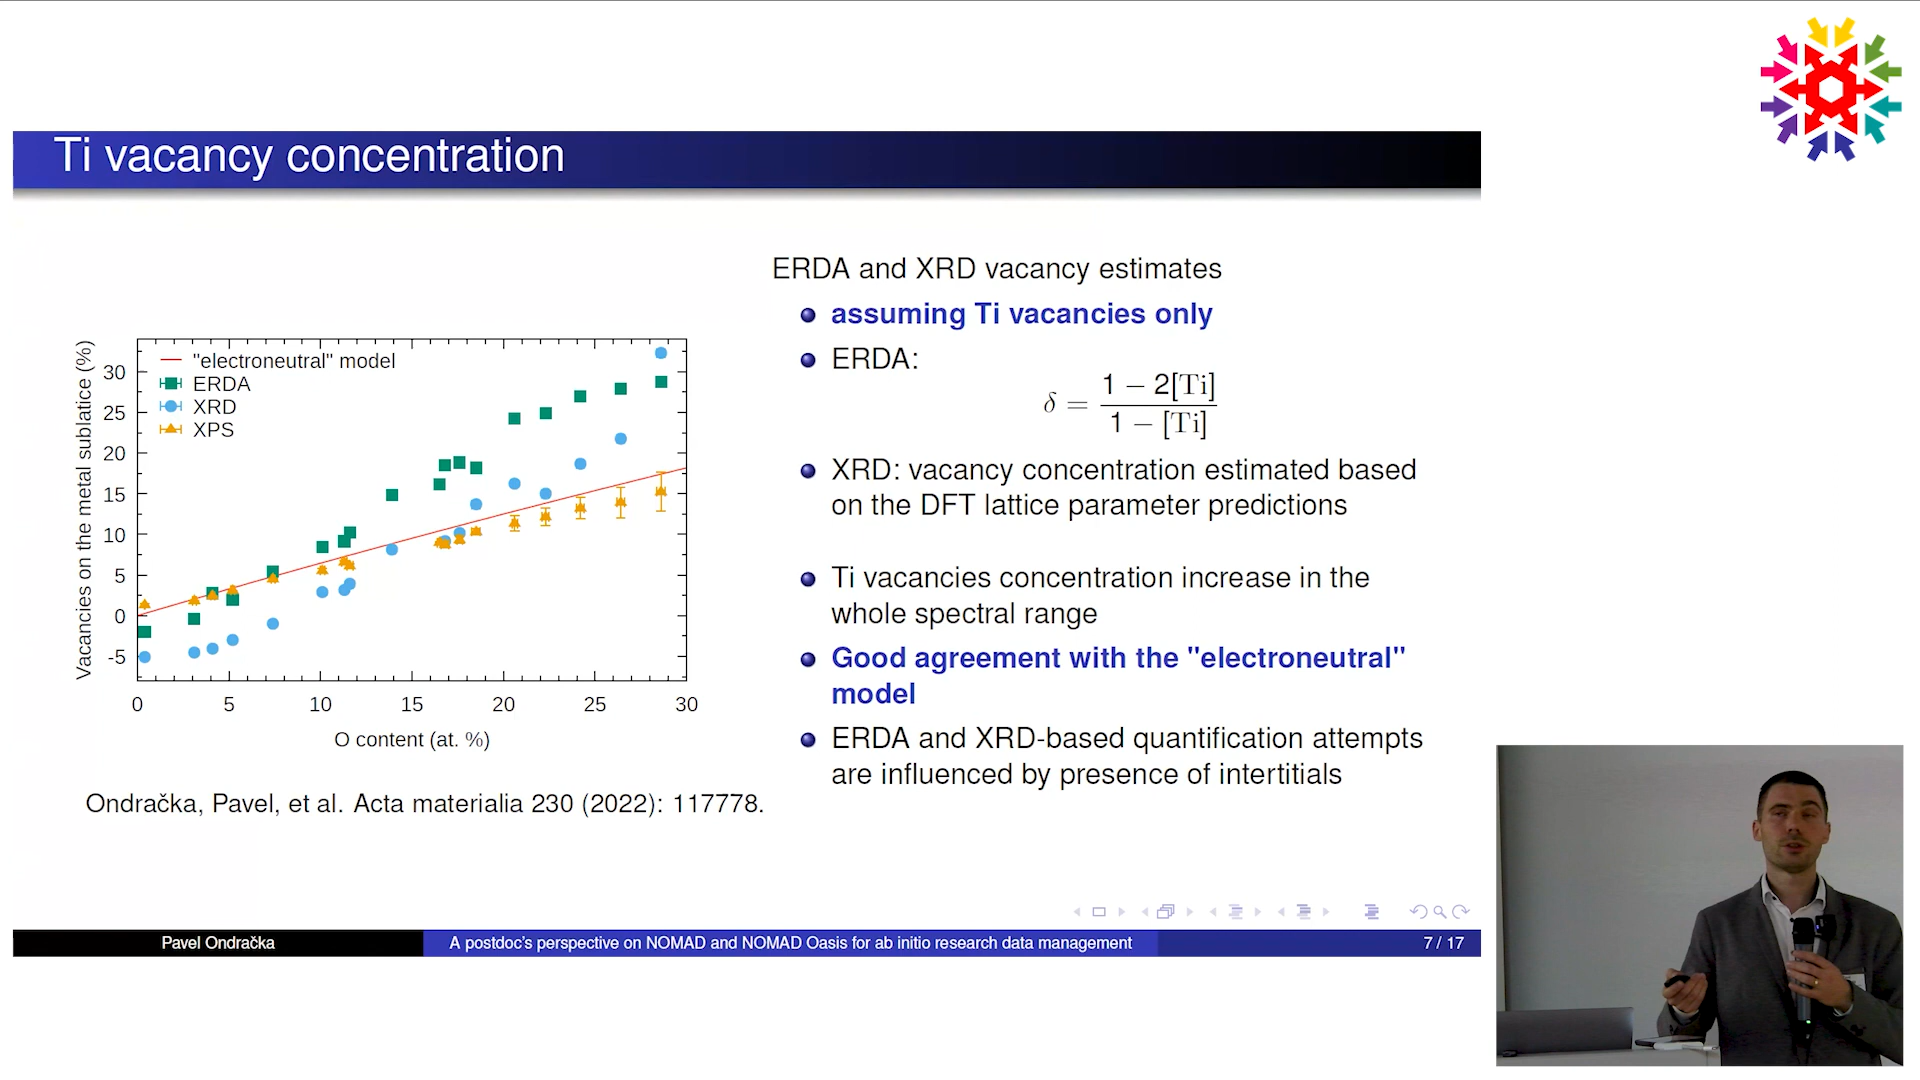 Ti vacancy concentration
"electroneutral" model
ERDA
XRD
XPS
Vacancies on the metal sublatice (%)
30
25
20
15
10
5
0
-5
0 5 10 15 20 25 30
O content (at. %)
Ondračka, Pavel, et al. Acta materialia 230 (2022): 117778.
ERDA and XRD vacancy estimates
assuming Ti vacancies only
ERDA:
δ = (1 − 2[Ti]) / (1 − [Ti])
XRD: vacancy concentration estimated based
on the DFT lattice parameter predictions
Ti vacancies concentration increase in the
whole spectral range
Good agreement with the "electroneutral"
model
ERDA and XRD-based quantification attempts
are influenced by presence of intertitials
Pavel Ondračka
A postdoc's perspective on NOMAD and NOMAD Oasis for ab initio research data management
7 / 17